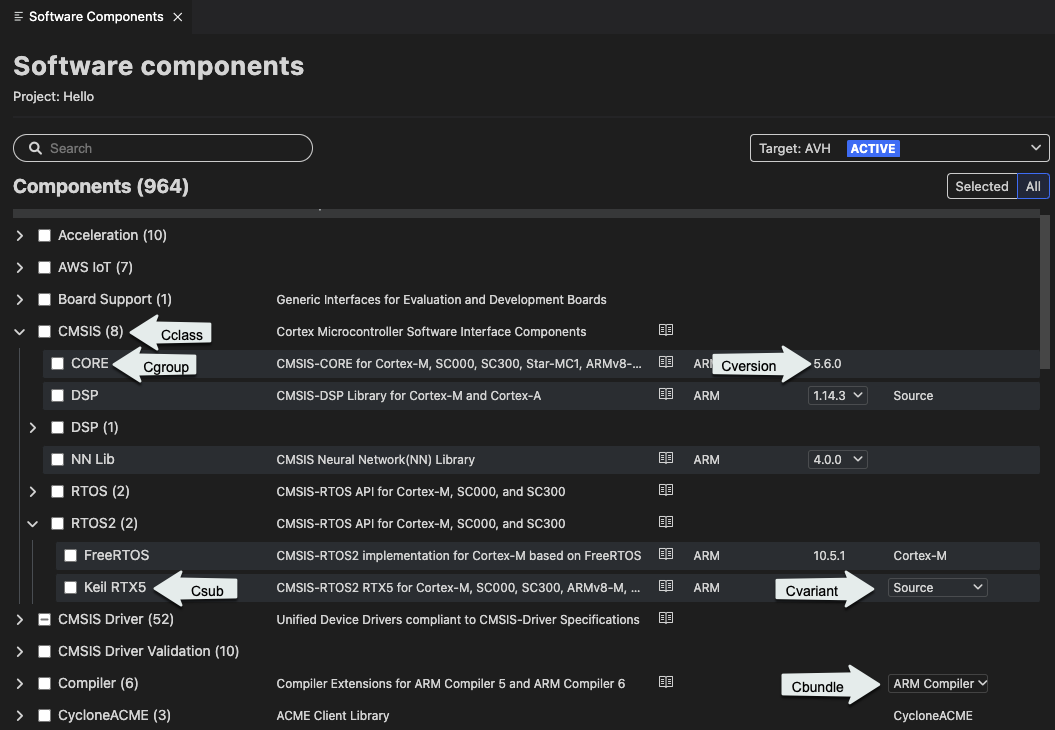 Software Components
Software components
Project: Hello
Search
Target: AVH ACTIVE
Components (964)
Selected All
Acceleration (10)
AWS IoT (7)
Board Support (1) Generic Interfaces for Evaluation and Development Boards
CMSIS (8) Cclass Cortex Microcontroller Software Interface Components
CORE Cgroup CMSIS-CORE for Cortex-M, SC000, SC300, Star-MC1, ARMv8-... Cversion 5.6.0
DSP CMSIS-DSP Library for Cortex-M and Cortex-A ARM 1.14.3 Source
DSP (1)
NN Lib CMSIS Neural Network(NN) Library ARM 4.0.0
RTOS (2) CMSIS-RTOS API for Cortex-M, SC000, and SC300
RTOS2 (2) CMSIS-RTOS API for Cortex-M, SC000, and SC300
FreeRTOS CMSIS-RTOS2 implementation for Cortex-M based on FreeRTOS ARM 10.5.1 Cortex-M
Keil RTX5 Csub CMSIS-RTOS2 RTX5 for Cortex-M, SC000, SC300, ARMv8-M, ... ARM Cvariant Source
CMSIS Driver (52) Unified Device Drivers compliant to CMSIS-Driver Specifications
CMSIS Driver Validation (10)
Compiler (6) Compiler Extensions for ARM Compiler 5 and ARM Compiler 6 Cbundle ARM Compiler
CycloneACME (3) ACME Client Library CycloneACME